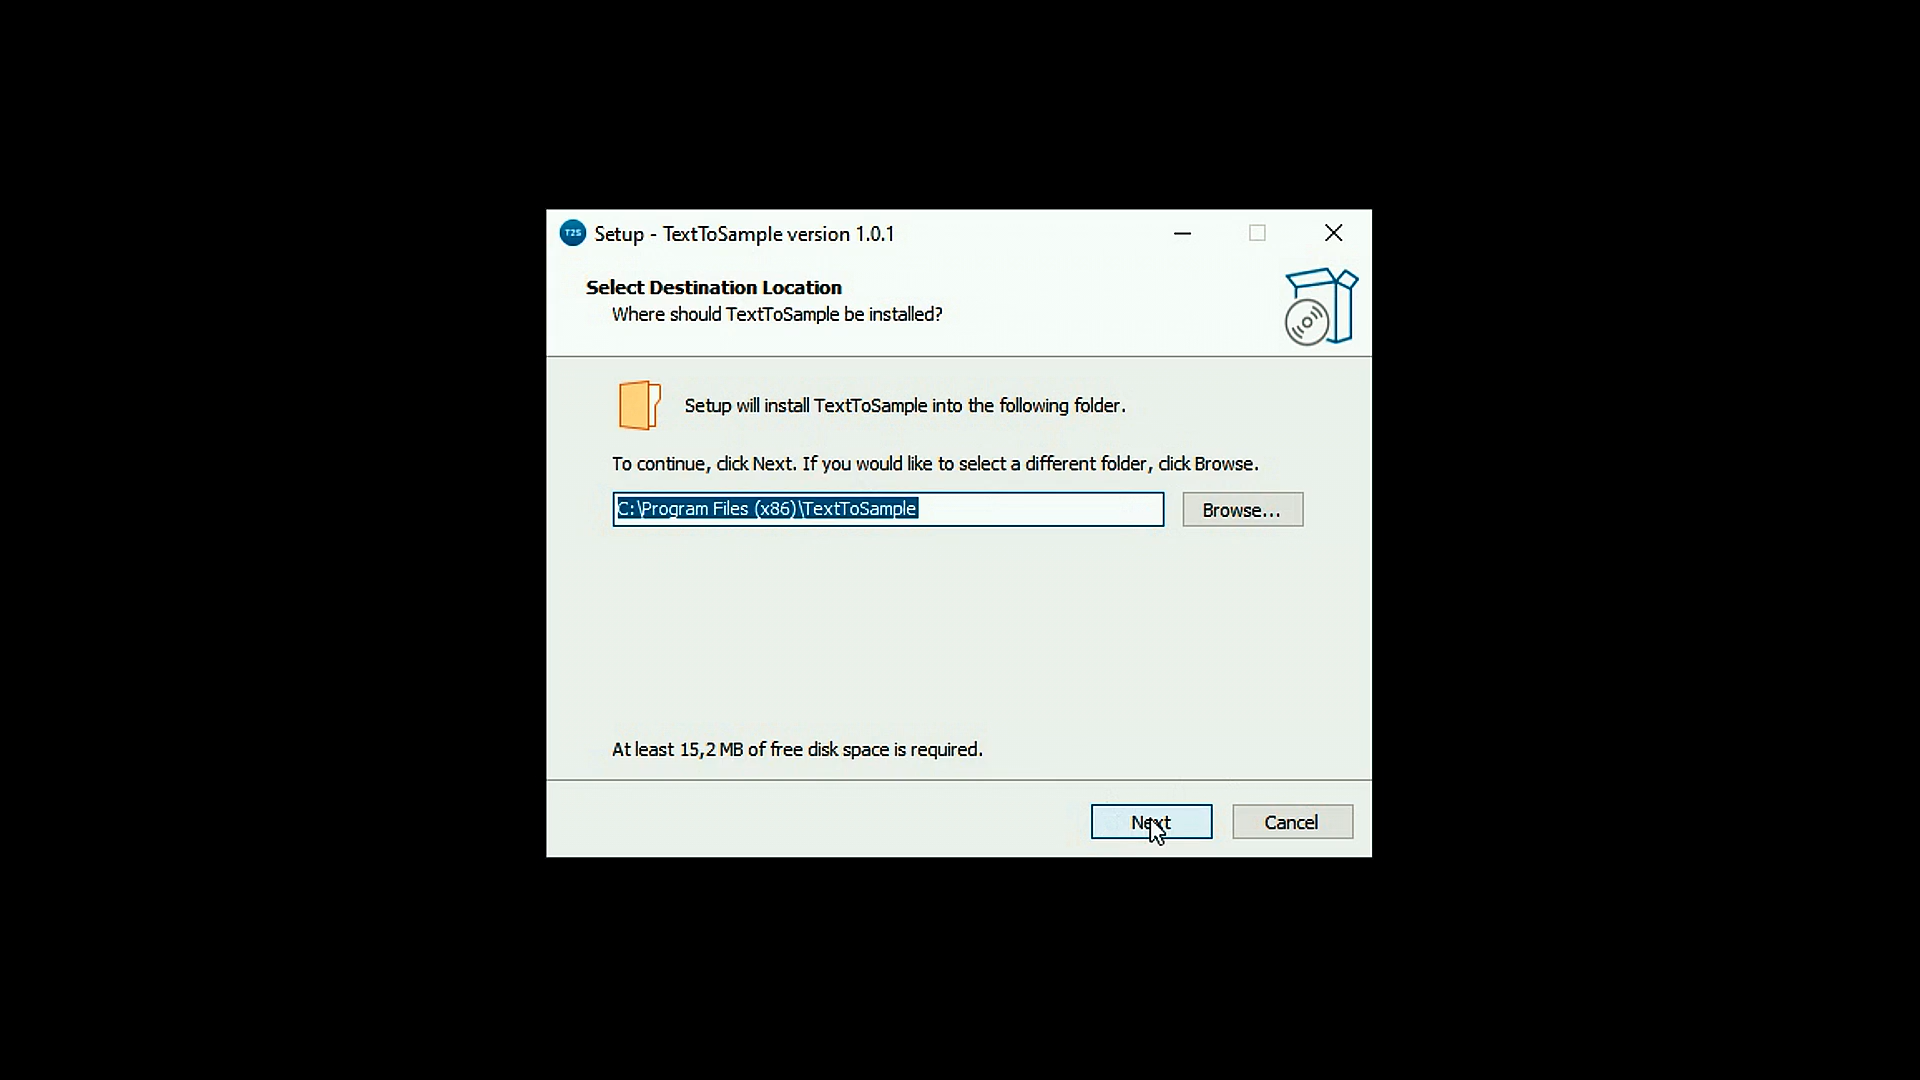 T2S Setup - TextToSample version 1.0.1
Select Destination Location
Where should TextToSample be installed?
Setup will install TextToSample into the following folder.
To continue, click Next. If you would like to select a different folder, click Browse.
C:\Program Files (x86)\TextToSample
Browse...
At least 15,2 MB of free disk space is required.
Next
Cancel